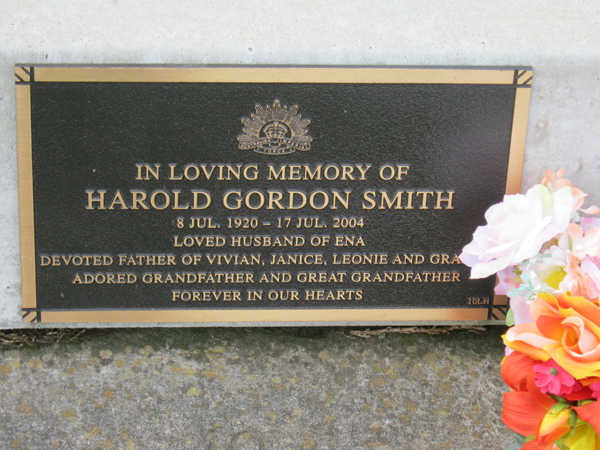 IN LOVING MEMORY OF
HAROLD GORDON SMITH
8 JUL. 1920 – 17 JUL. 2004
LOVED HUSBAND OF ENA
DEVOTED FATHER OF VIVIAN, JANICE, LEONIE AND
ADORED GRANDFATHER AND GREAT GRANDFATHER
FOREVER IN OUR HEARTS